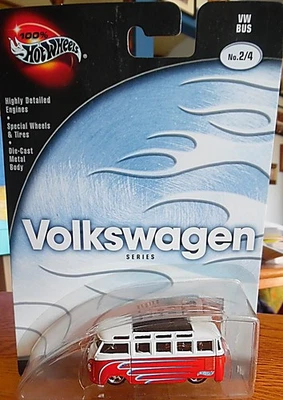 100%
Hot Wheels
VW
BUS
No.2/4
Highly Detailed
Engines
•
Special Wheels
& Tires
•
Die-Cast
Metal
Body
Volkswagen
SERIES